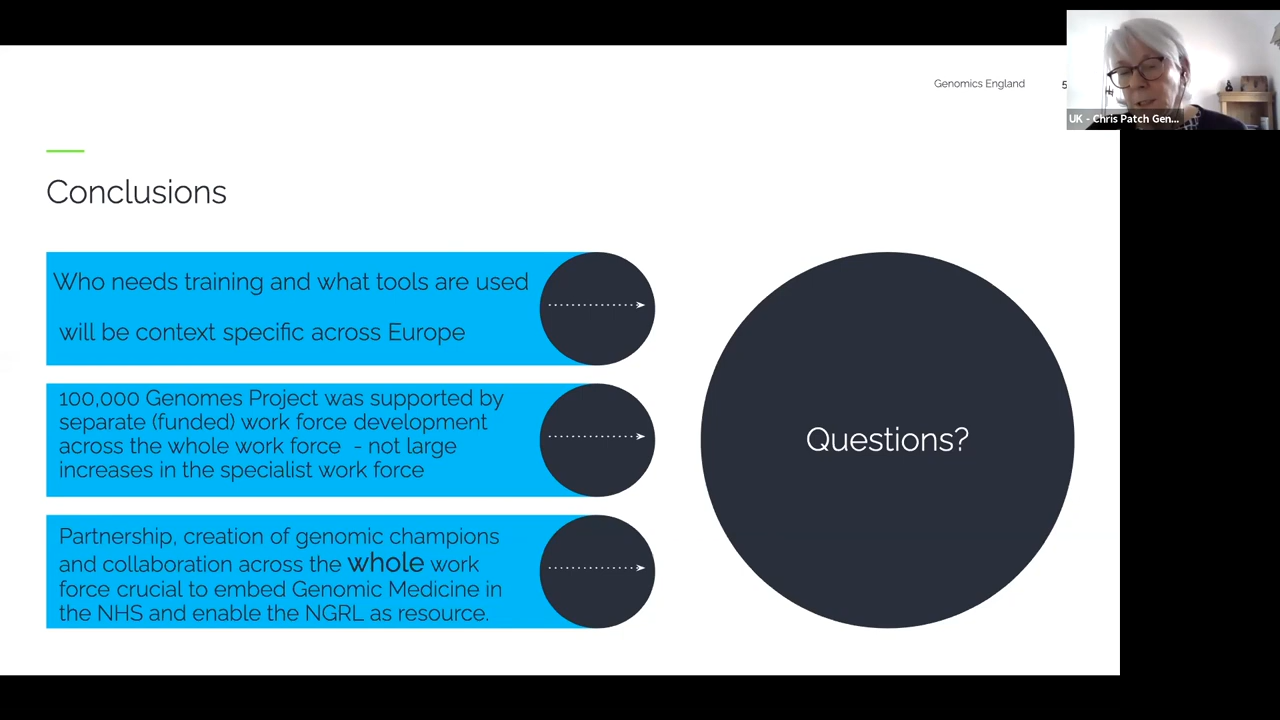 Genomics England
5
UK - Chris Patch Gen...
Conclusions
Who needs training and what tools are used
will be context specific across Europe
100,000 Genomes Project was supported by
separate (funded) work force development
across the whole work force - not large
increases in the specialist work force
Partnership, creation of genomic champions
and collaboration across the whole work
force crucial to embed Genomic Medicine in
the NHS and enable the NGRL as resource.
Questions?